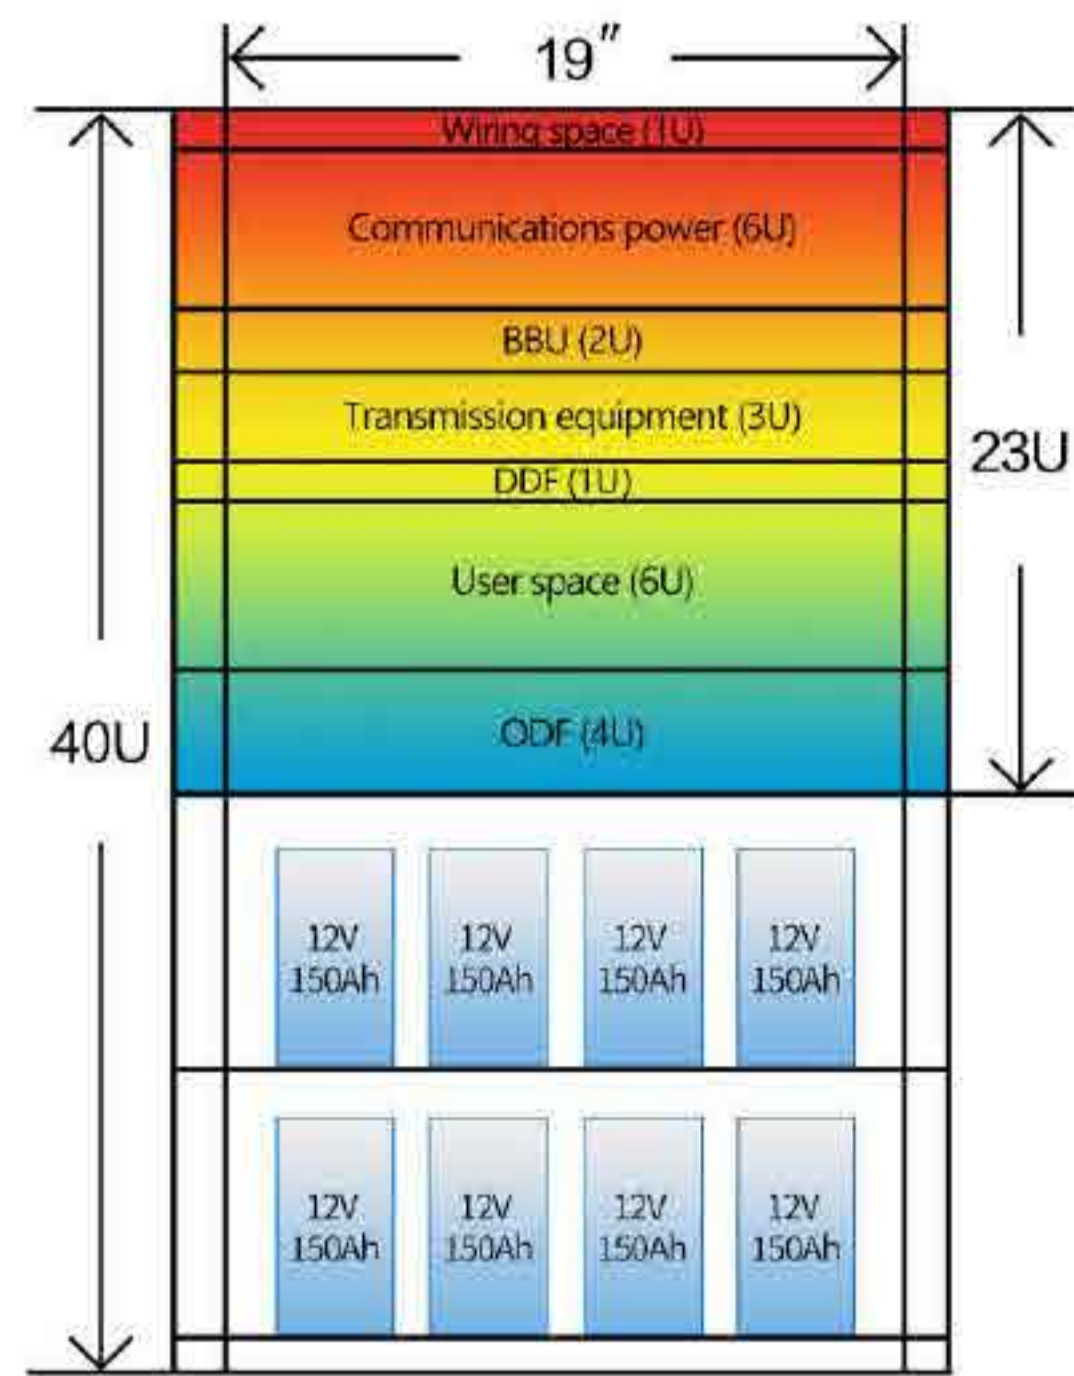 19″
Wiring space (1U)
Communications power (6U)
BBU (2U)
Transmission equipment (3U)
DDF (1U)
23U
User space (6U)
ODF (4U)
40U
12V 12V 12V 12V
150Ah 150Ah 150Ah 150Ah
12V 12V 12V 12V
150Ah 150Ah 150Ah 150Ah